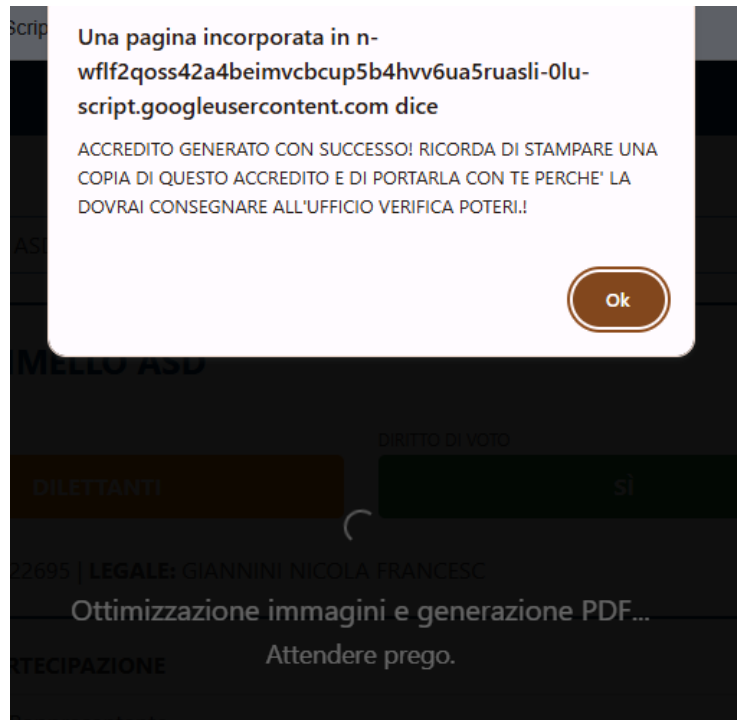 Scrip
Una pagina incorporata in n-
wflf2qoss42a4beimvcbcup5b4hvv6ua5ruasli-0lu-
script.googleusercontent.com dice
ACCREDITO GENERATO CON SUCCESSO! RICORDA DI STAMPARE UNA
COPIA DI QUESTO ACCREDITO E DI PORTARLA CON TE PERCHE' LA
DOVRAI CONSEGNARE ALL'UFFICIO VERIFICA POTERI.!
Ok
ASD
IMELLO ASD
DIRITTO DI VOTO
DILETTANTI
SÌ
22695 | LEGALE: GIANNINI NICOLA FRANCESC
Ottimizzazione immagini e generazione PDF...
Attendere prego.
RTECIPAZIONE